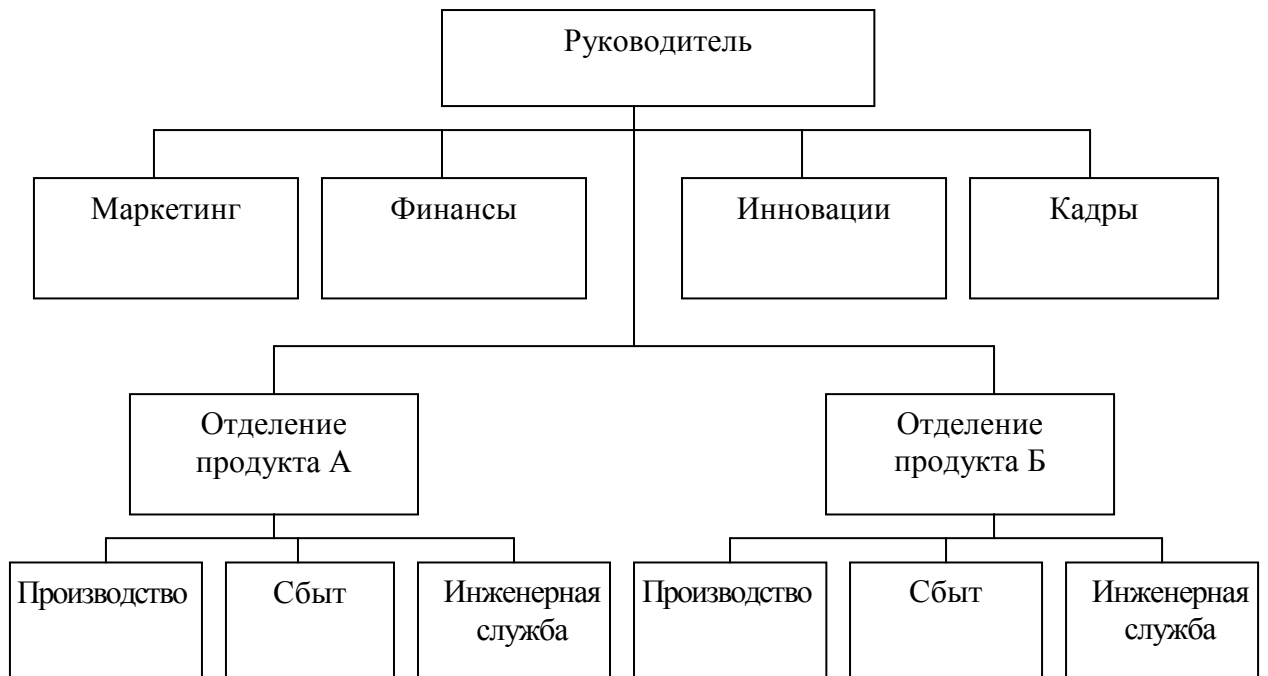 Руководитель
Маркетинг
Финансы
Инновации
Кадры
Отделение
продукта А
Отделение
продукта Б
Производство
Сбыт
Инженерная
служба
Производство
Сбыт
Инженерная
служба